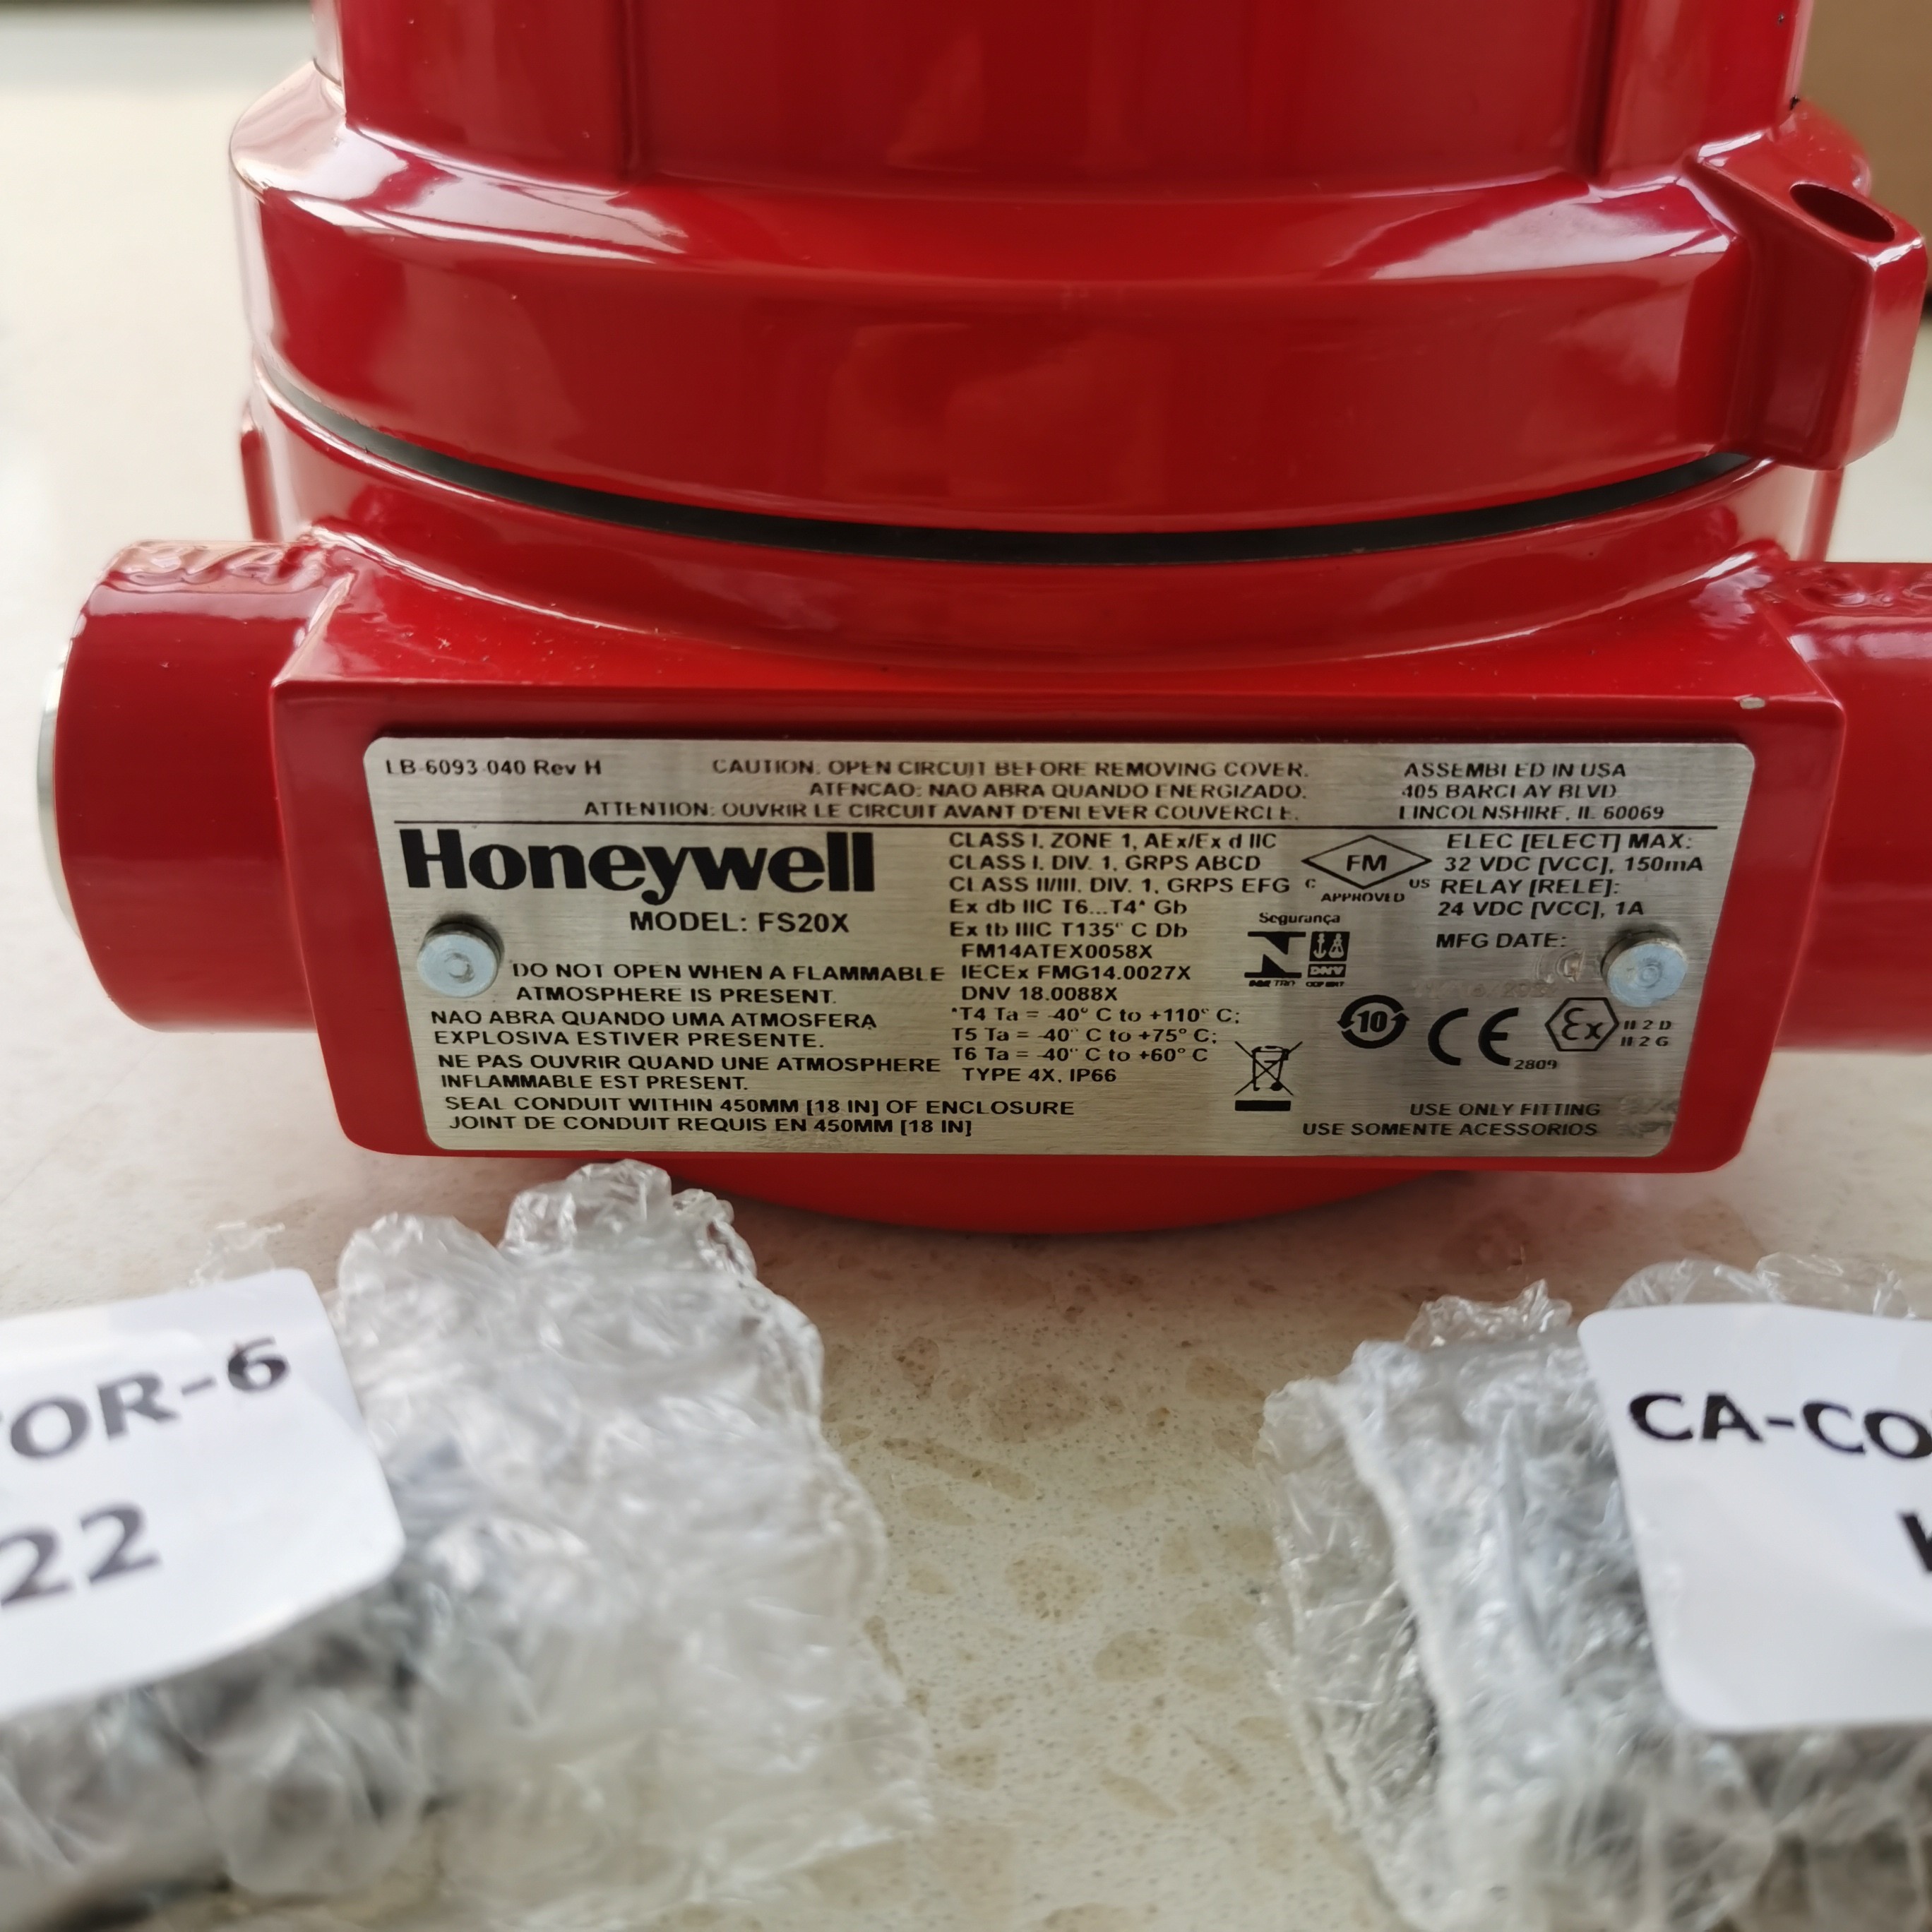 3/4
LB-6093-040 Rev H
CAUTION: OPEN CIRCUIT BEFORE REMOVING COVER.
ATENCAO: NAO ABRA QUANDO ENERGIZADO.
ATTENTION: OUVRIR LE CIRCUIT AVANT D'ENLEVER COUVERCLE.
ASSEMBLED IN USA
405 BARCLAY BLVD.
LINCOLNSHIRE, IL 60069
Honeywell
MODEL: FS20X
DO NOT OPEN WHEN A FLAMMABLE
ATMOSPHERE IS PRESENT.
NAO ABRA QUANDO UMA ATMOSFERA
EXPLOSIVA ESTIVER PRESENTE.
NE PAS OUVRIR QUAND UNE ATMOSPHERE
INFLAMMABLE EST PRESENT.
SEAL CONDUIT WITHIN 450MM [18 IN] OF ENCLOSURE
JOINT DE CONDUIT REQUIS EN 450MM [18 IN]
CLASS I, ZONE 1, AEx/Ex d IIC
CLASS I, DIV. 1, GRPS ABCD
CLASS II/III, DIV. 1, GRPS EFG
Ex db IIC T6...T4* Gb
Ex tb IIIC T135° C Db
FM14ATEX0058X
IECEx FMG14.0027X
DNV 18.0088X
*T4 Ta = -40° C to +110° C;
T5 Ta = -40° C to +75° C;
T6 Ta = -40° C to +60° C
TYPE 4X, IP66
C FM US
APPROVED
Segurança
DNV
ELEC [ELECT] MAX:
32 VDC [VCC], 150mA
RELAY [RELE]:
24 VDC [VCC], 1A
MFG DATE:
10
CE
2809
Ex
II 2 D
II 2 G
USE ONLY FITTING
USE SOMENTE ACESSORIOS
OR-6
22
CA-CO